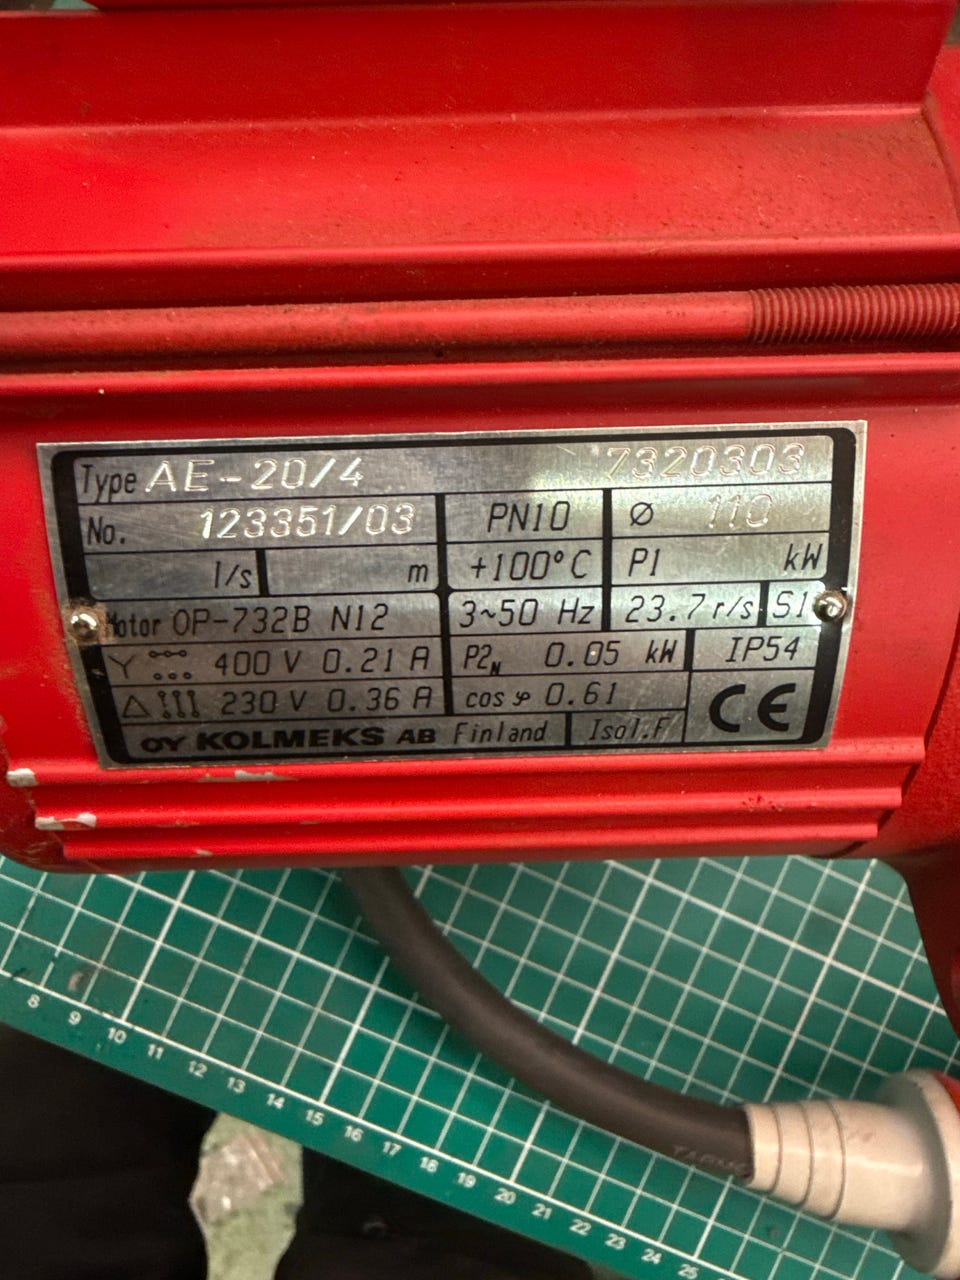 Type AE-20/4 7320303
No. 123351/03 PN10 Ø 110
l/s m +100°C P1 kW
Motor OP-732B N12 3~50 Hz 23.7 r/s S1
Y 400 V 0.21 A P2N 0.05 kW IP54
Δ 230 V 0.36 A cos φ 0.61 CE
OY KOLMEKS AB Finland Isol.F
8 9 10 11 12 13 14 15 16 17 18 19 20 21 22 23 24 25